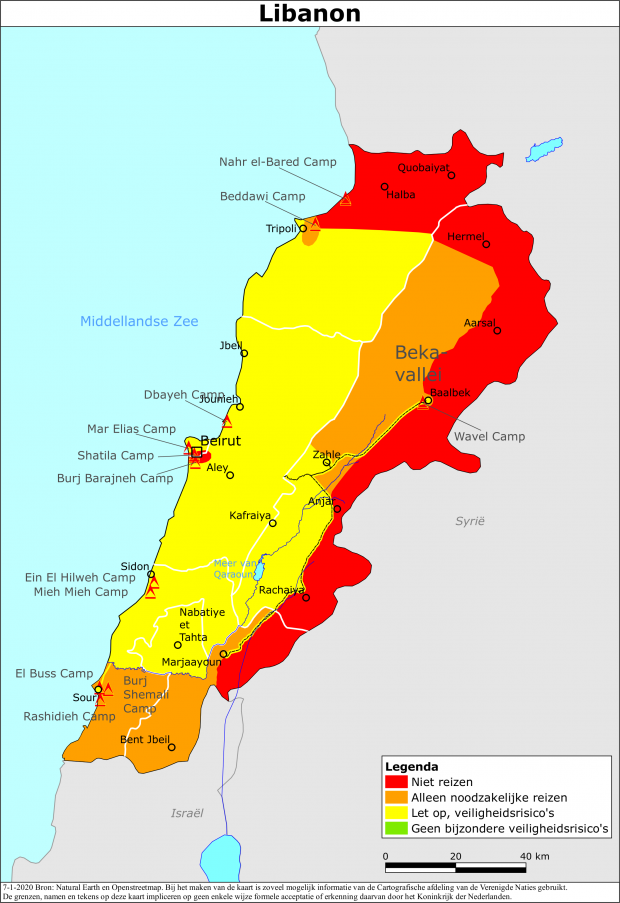 Libanon
Nahr el-Bared Camp
Quobaiyat
Halba
Beddawi Camp
Tripoli
Hermel
Middellandse Zee
Aarsal
Jbeil
Beka-
vallei
Dbayeh Camp
Jounieh
Baalbek
Mar Elias Camp
Beirut
Wavel Camp
Shatila Camp
Zahle
Aley
Burj Barajneh Camp
Anjar
Kafraiya
Syrië
Meer van
Qaraoun
Sidon
Ein El Hilweh Camp
Mieh Mieh Camp
Rachaiya
Nabatiye
et
Tahta
Marjaayoun
El Buss Camp
Burj
Shemali
Camp
Sour
Rashidieh Camp
Bent Jbeil
Israël
Legenda
Niet reizen
Alleen noodzakelijke reizen
Let op, veiligheidsrisico's
Geen bijzondere veiligheidsrisico's
0 20 40 km
7-1-2020 Bron: Natural Earth en Openstreetmap. Bij het maken van de kaart is zoveel mogelijk informatie van de Cartografische afdeling van de Verenigde Naties gebruikt.
De grenzen, namen en tekens op deze kaart impliceren op geen enkele wijze formele acceptatie of erkenning daarvan door het Koninkrijk der Nederlanden.